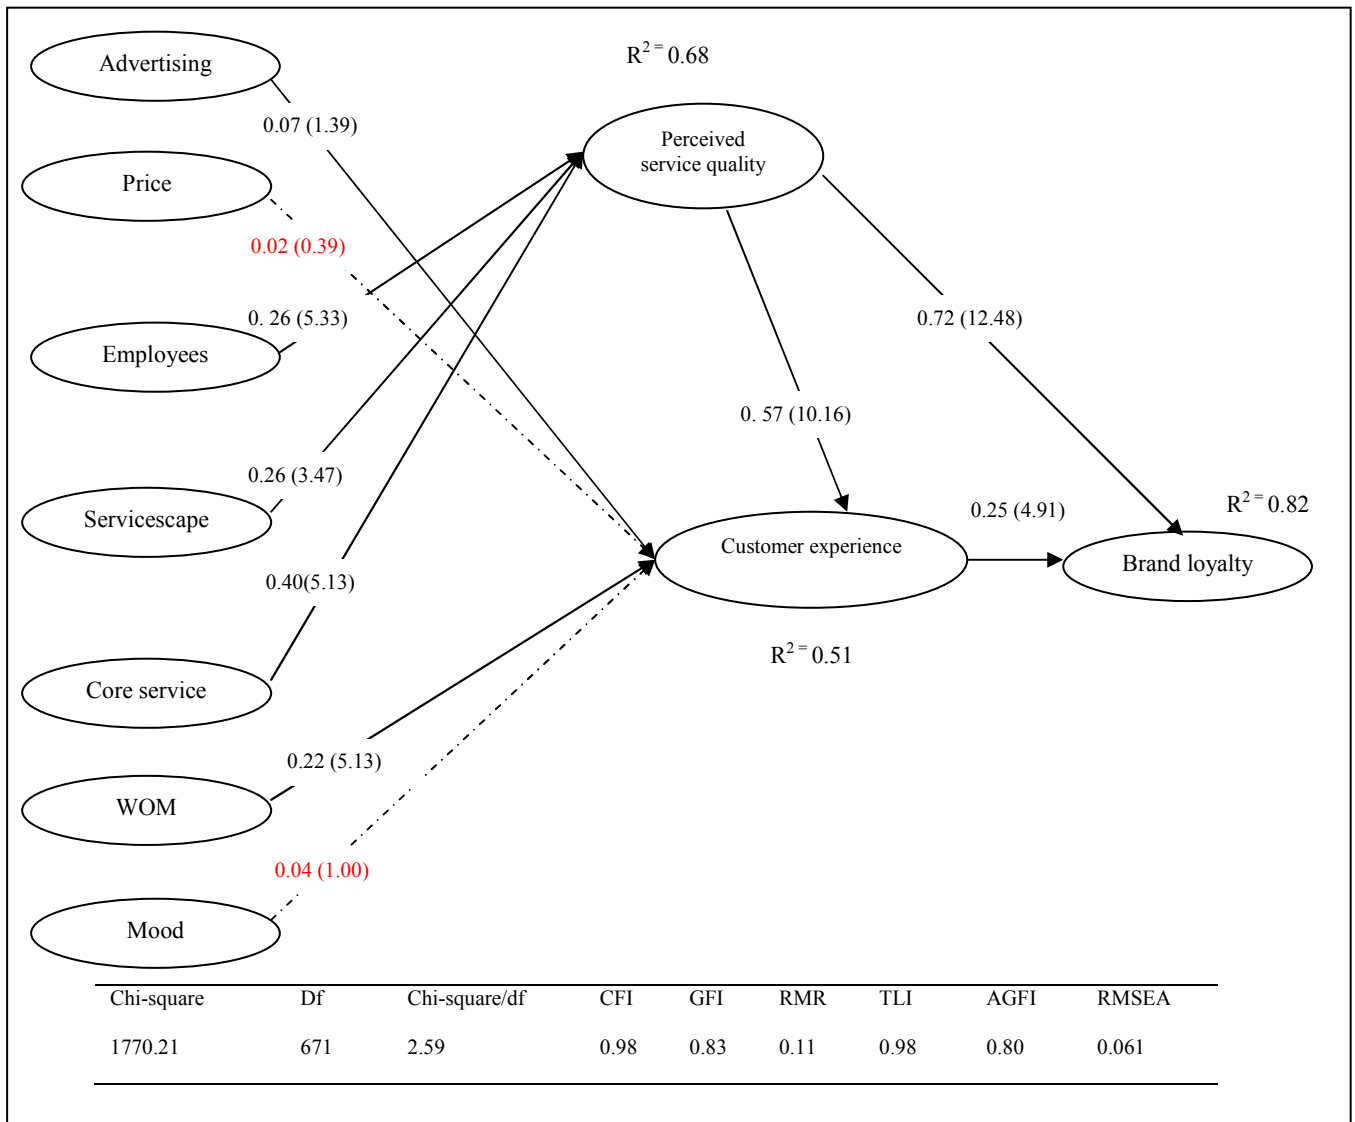 Advertising
R2 = 0.68
0.07 (1.39)
Perceived
service quality
Price
0.02 (0.39)
0. 26 (5.33)
0.72 (12.48)
Employees
0. 57 (10.16)
0.26 (3.47)
Servicescape
0.25 (4.91)
R2 = 0.82
Customer experience
Brand loyalty
0.40(5.13)
R2 = 0.51
Core service
0.22 (5.13)
WOM
0.04 (1.00)
Mood
Chi-square Df Chi-square/df CFI GFI RMR TLI AGFI RMSEA
1770.21 671 2.59 0.98 0.83 0.11 0.98 0.80 0.061